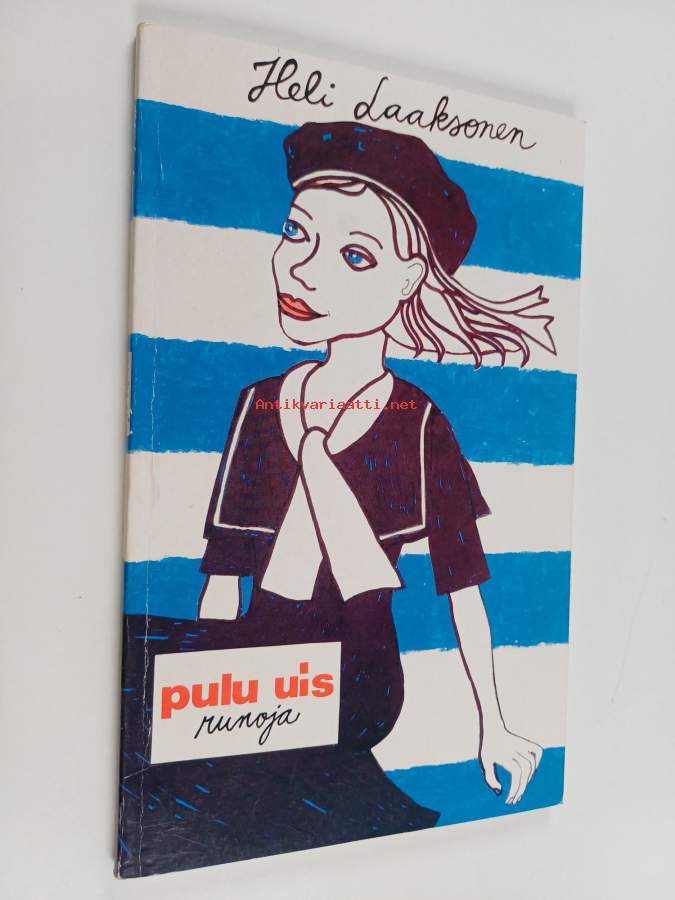 Heli Laaksonen
Antikvariaatti.net
pulu uis
runoja